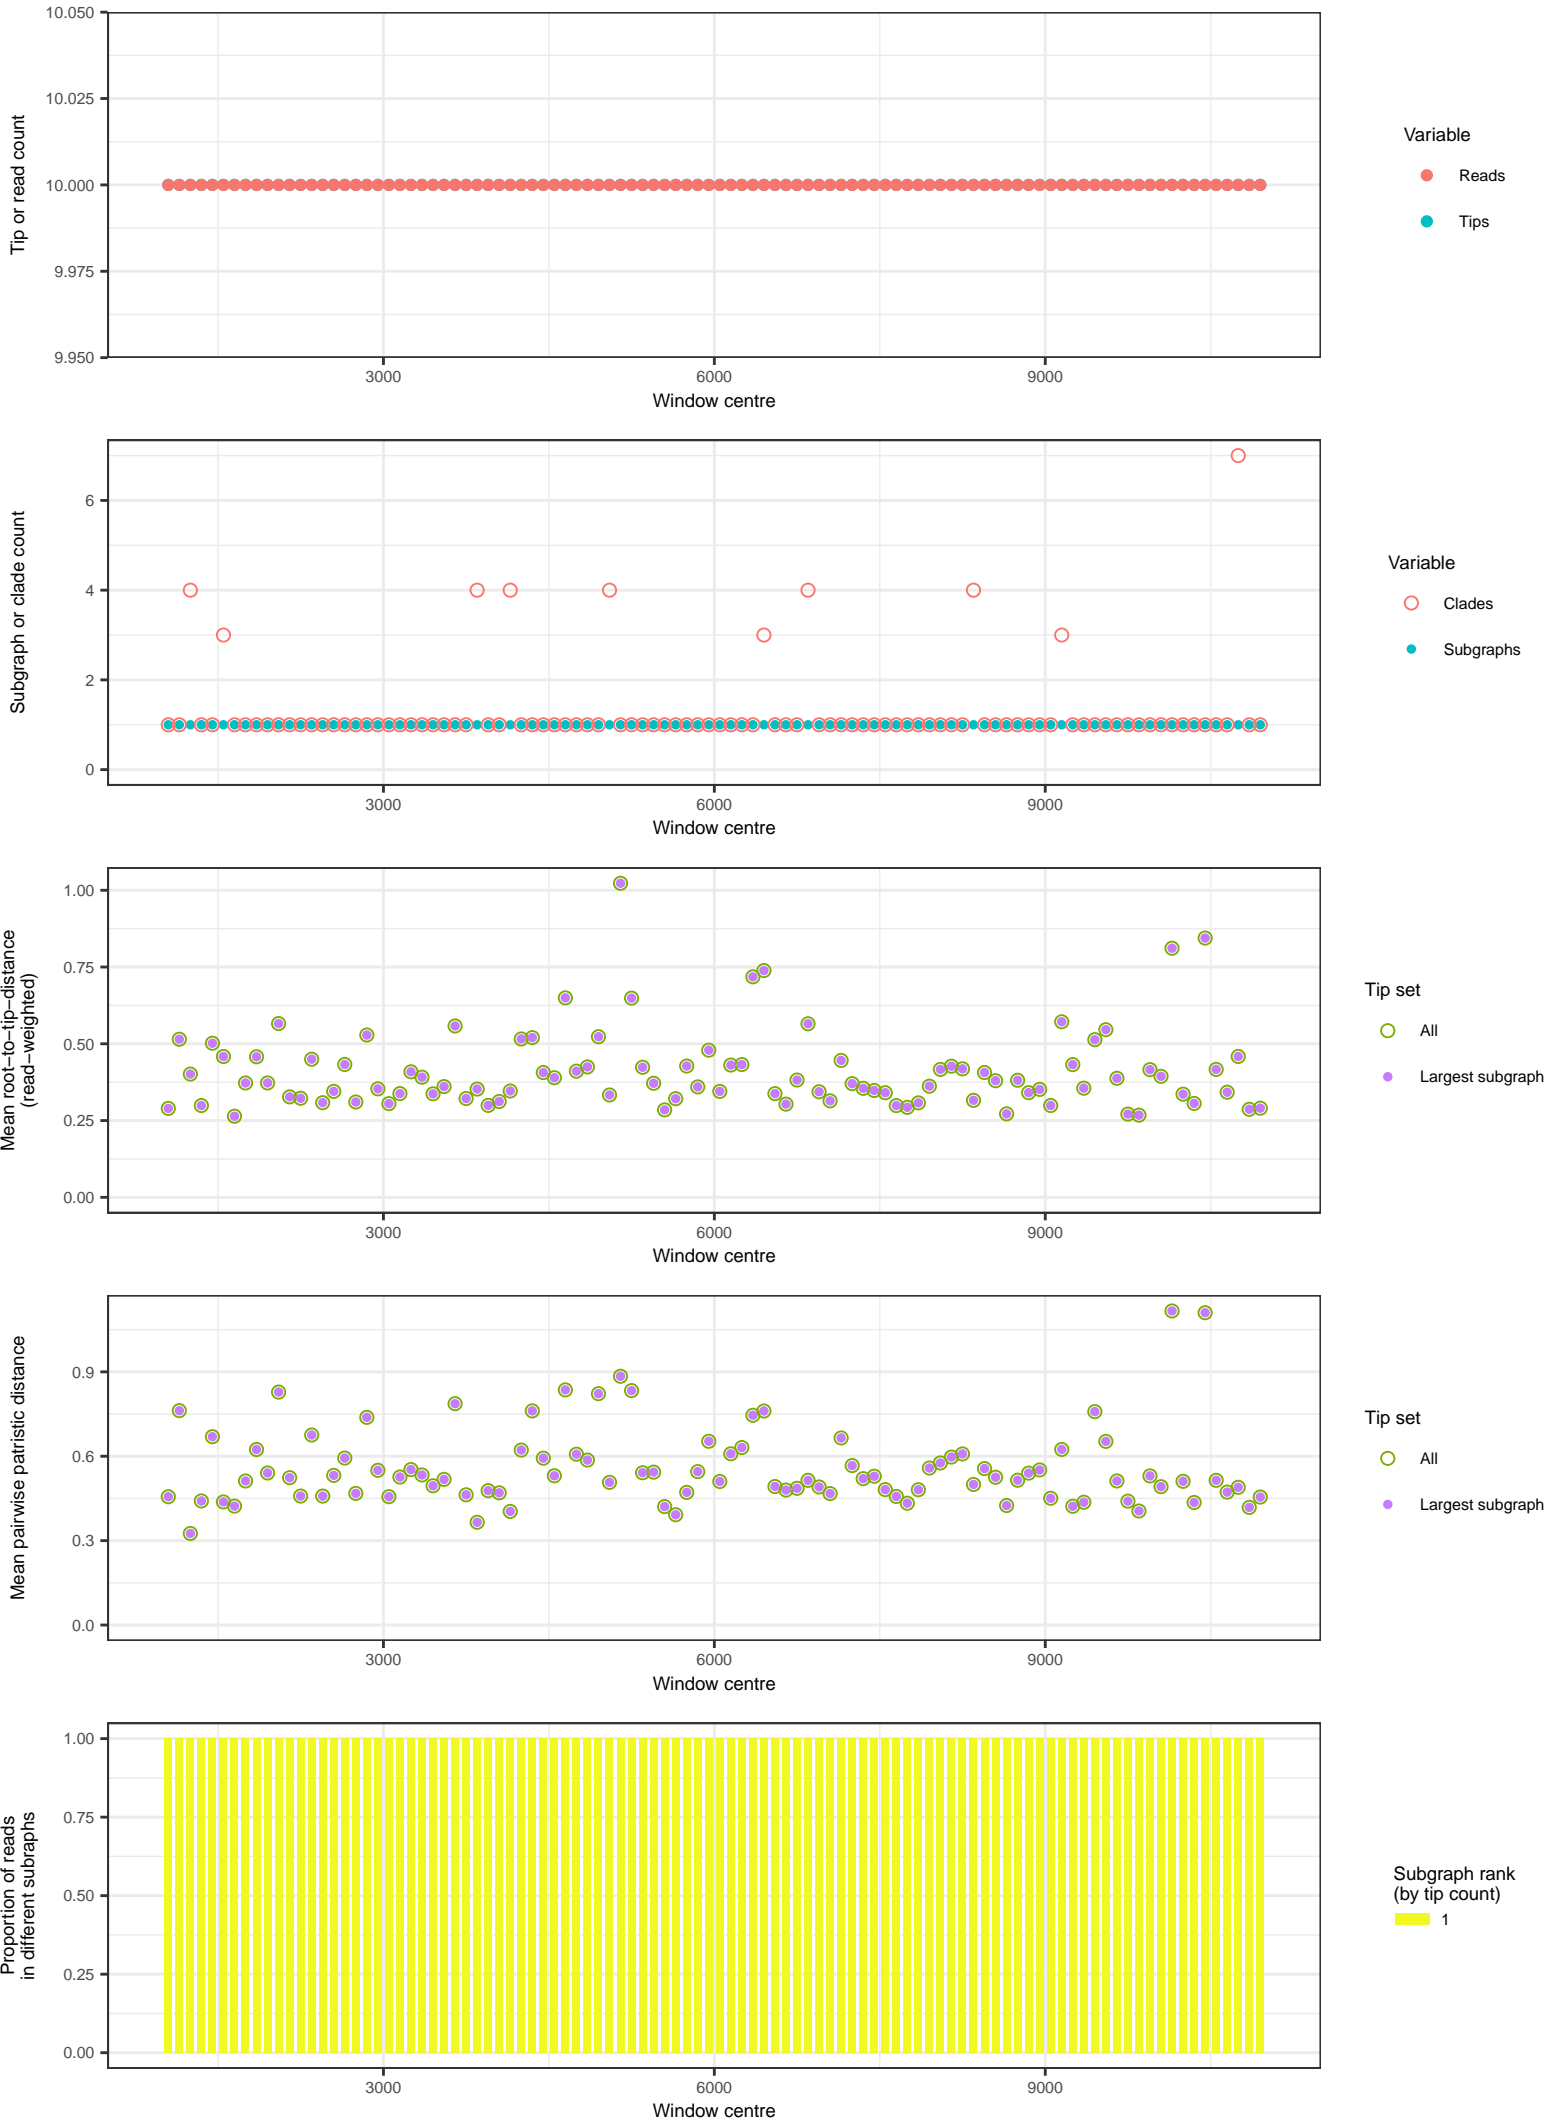 10.050
10.025
10.000
9.975
9.950
Tip or read count
3000
6000
9000
Window centre
Variable
Reads
Tips
6
4
2
0
Subgraph or clade count
3000
6000
9000
Window centre
Variable
Clades
Subgraphs
1.00
0.75
0.50
0.25
0.00
Mean root−to−tip−distance
(read−weighted)
3000
6000
9000
Window centre
Tip set
All
Largest subgraph
0.9
0.6
0.3
0.0
Mean pairwise patristic distance
3000
6000
9000
Window centre
Tip set
All
Largest subgraph
1.00
0.75
0.50
0.25
0.00
Proportion of reads
in different subraphs
3000
6000
9000
Window centre
Subgraph rank
(by tip count)
1